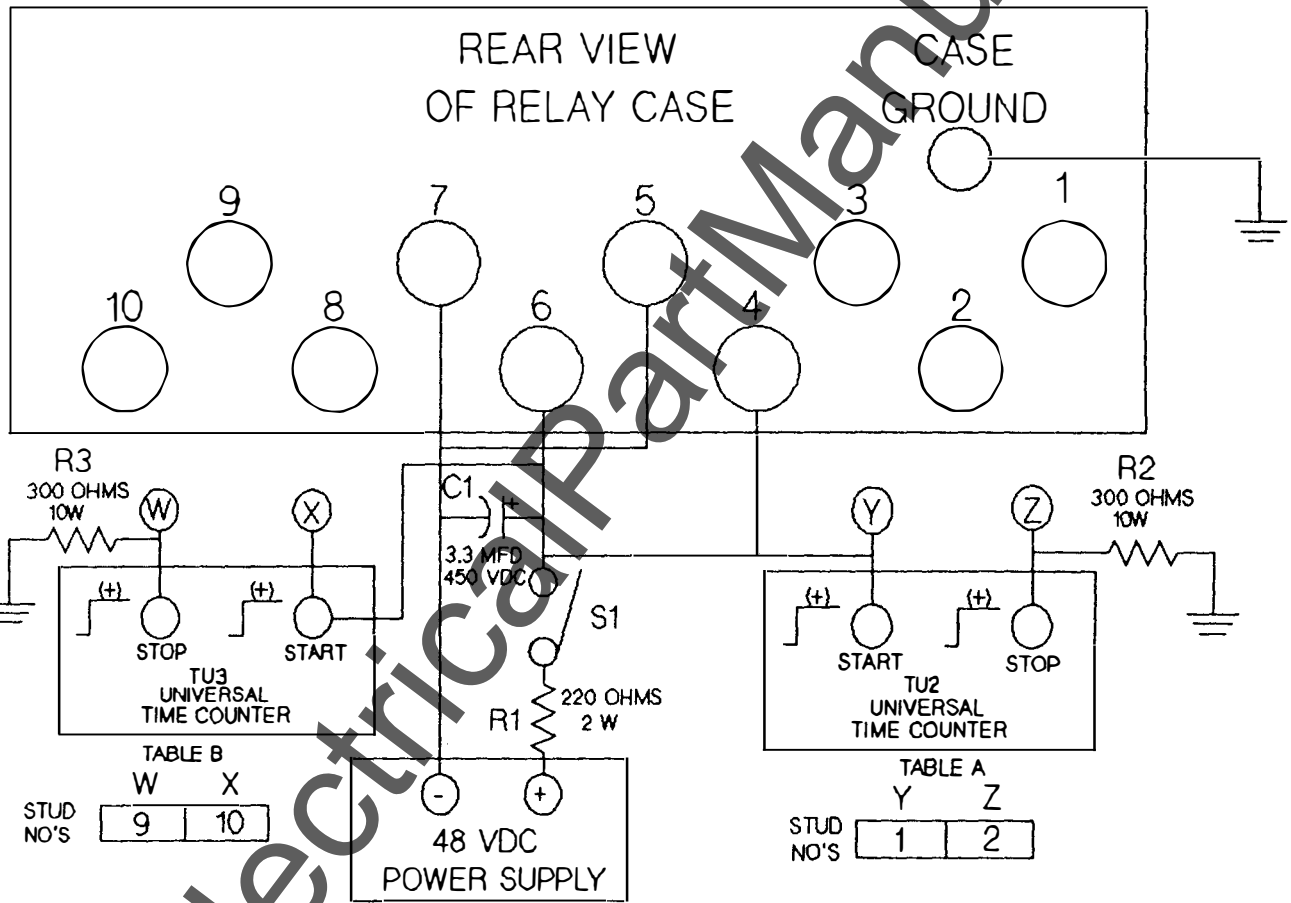 REAR VIEW
OF RELAY CASE
CASE
GROUND
9
7
5
3
1
10
8
6
4
2
R3
300 OHMS
10W
W
X
C1
+
3.3 MFD
450 VDC
Y
Z
R2
300 OHMS
10W
(+)
STOP
(+)
START
TU3
UNIVERSAL
TIME COUNTER
S1
R1
220 OHMS
2 W
(+)
START
(+)
STOP
TU2
UNIVERSAL
TIME COUNTER
TABLE B
W X
STUD
NO'S
9 10
-
+
48 VDC
POWER SUPPLY
TABLE A
Y Z
STUD
NO'S
1 2